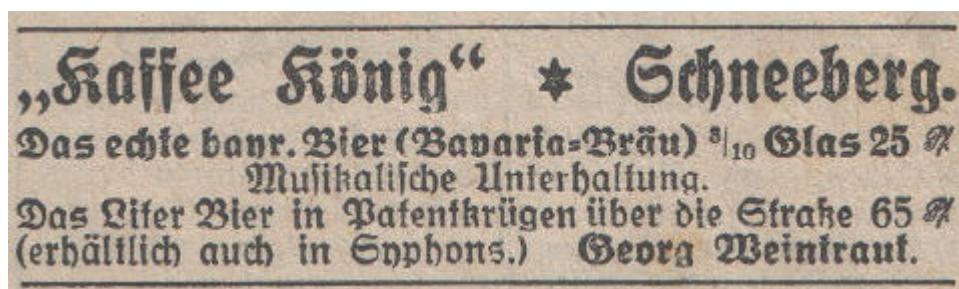 „Kaffee König“ * Schneeberg.
Das echte bayr. Bier (Bavaria-Bräu) 3/10 Glas 25 ₰
Musikalische Unterhaltung.
Das Liter Bier in Patentkrügen über die Straße 65 ₰
(erhältlich auch in Syphons.) Georg Weintraut.